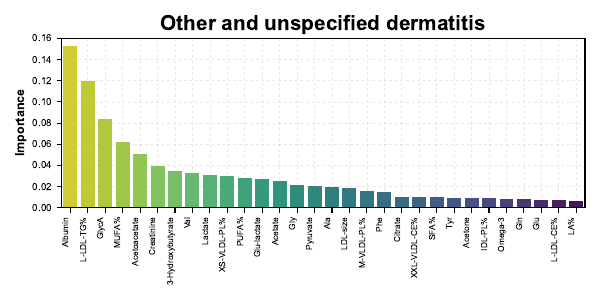 Other and unspecified dermatitis
Importance
0.16
0.14
0.12
0.10
0.08
0.06
0.04
0.02
0.00
Albumin
L-LDL-TG%
GlycA
MUFA%
Acetoacetate
Creatinine
3-Hydroxybutyrate
Val
Lactate
XS-VLDL-PL%
PUFA%
Glu-lactate
Acetate
Gly
Pyruvate
Ala
LDL-size
M-VLDL-PL%
Phe
Citrate
XXL-VLDL-CE%
SFA%
Tyr
Acetone
IDL-PL%
Omega-3
Gln
Glu
L-LDL-CE%
LA%